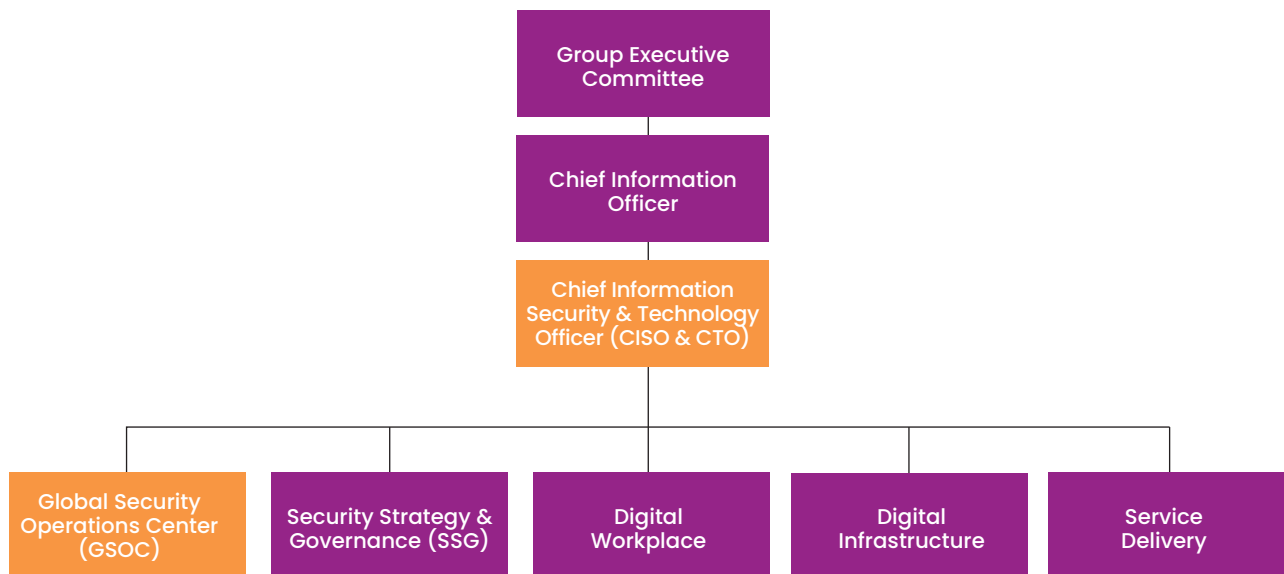 Group Executive
Committee
Chief Information
Officer
Chief Information
Security & Technology
Officer (CISO & CTO)
Global Security
Operations Center
(GSOC)
Security Strategy &
Governance (SSG)
Digital
Workplace
Digital
Infrastructure
Service
Delivery